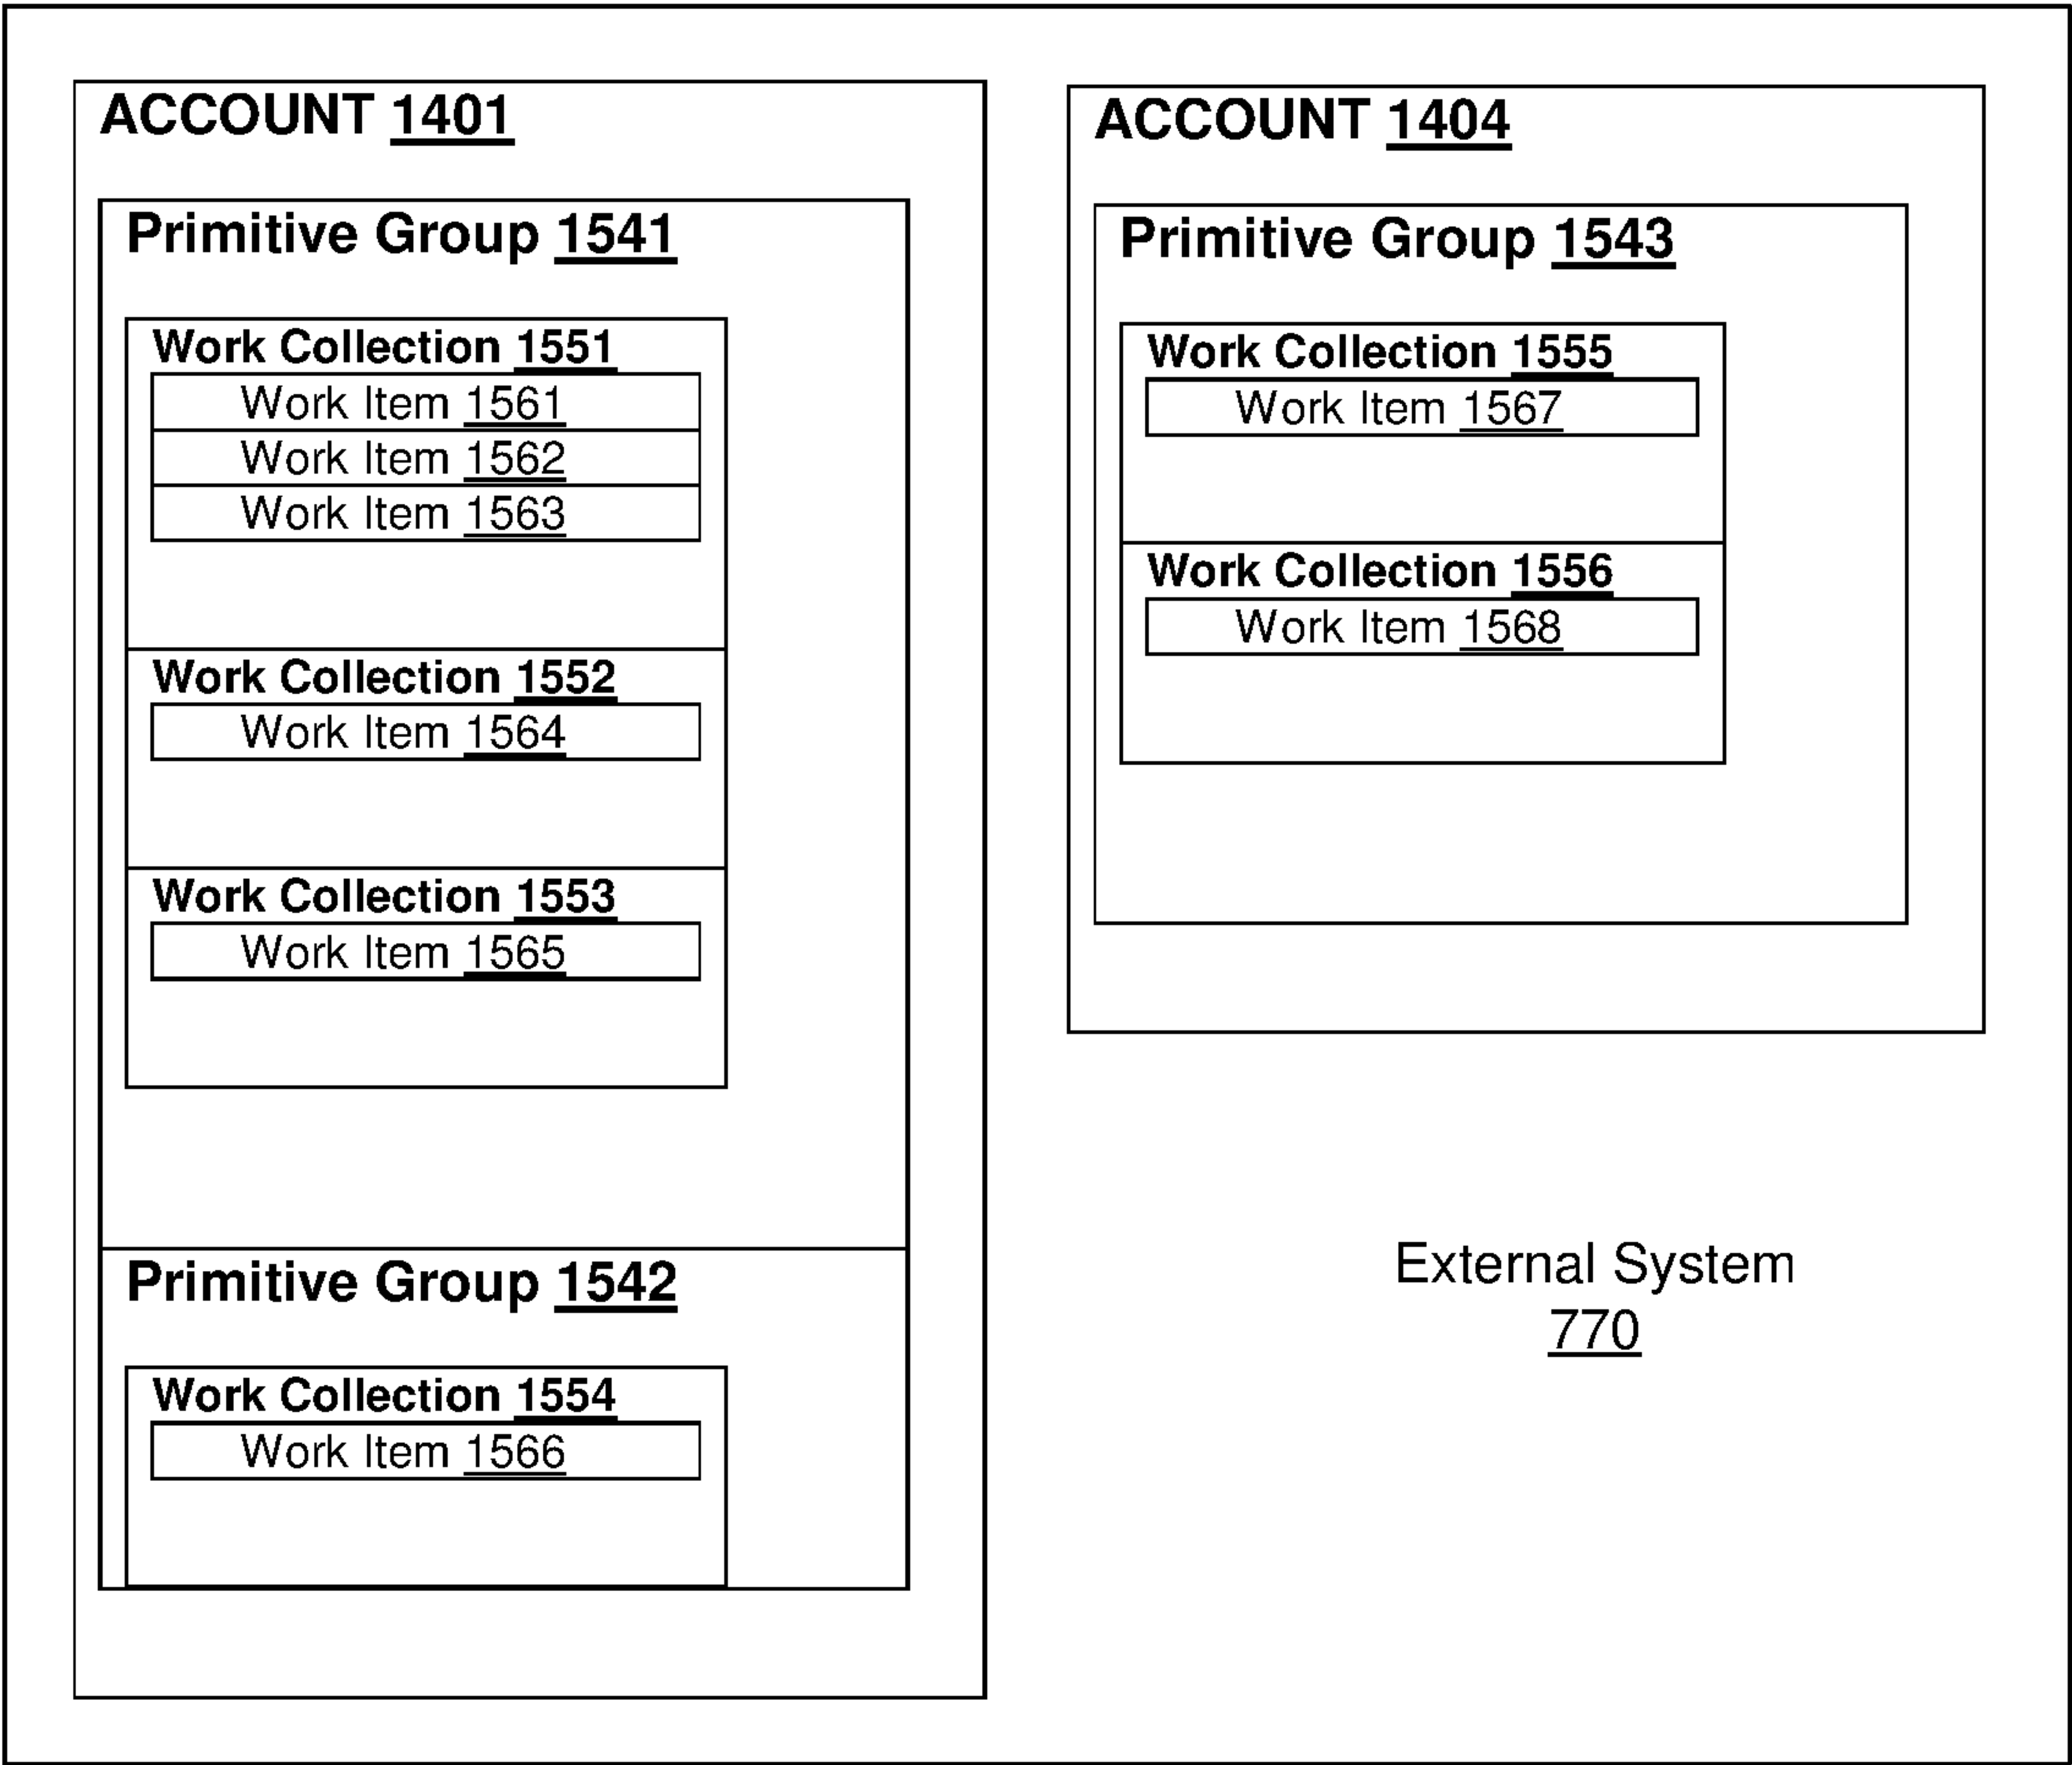 ACCOUNT 1401
Primitive Group 1541
Work Collection 1551
Work Item 1561
Work Item 1562
Work Item 1563
Work Collection 1552
Work Item 1564
Work Collection 1553
Work Item 1565
Primitive Group 1542
Work Collection 1554
Work Item 1566
ACCOUNT 1404
Primitive Group 1543
Work Collection 1555
Work Item 1567
Work Collection 1556
Work Item 1568
External System
770